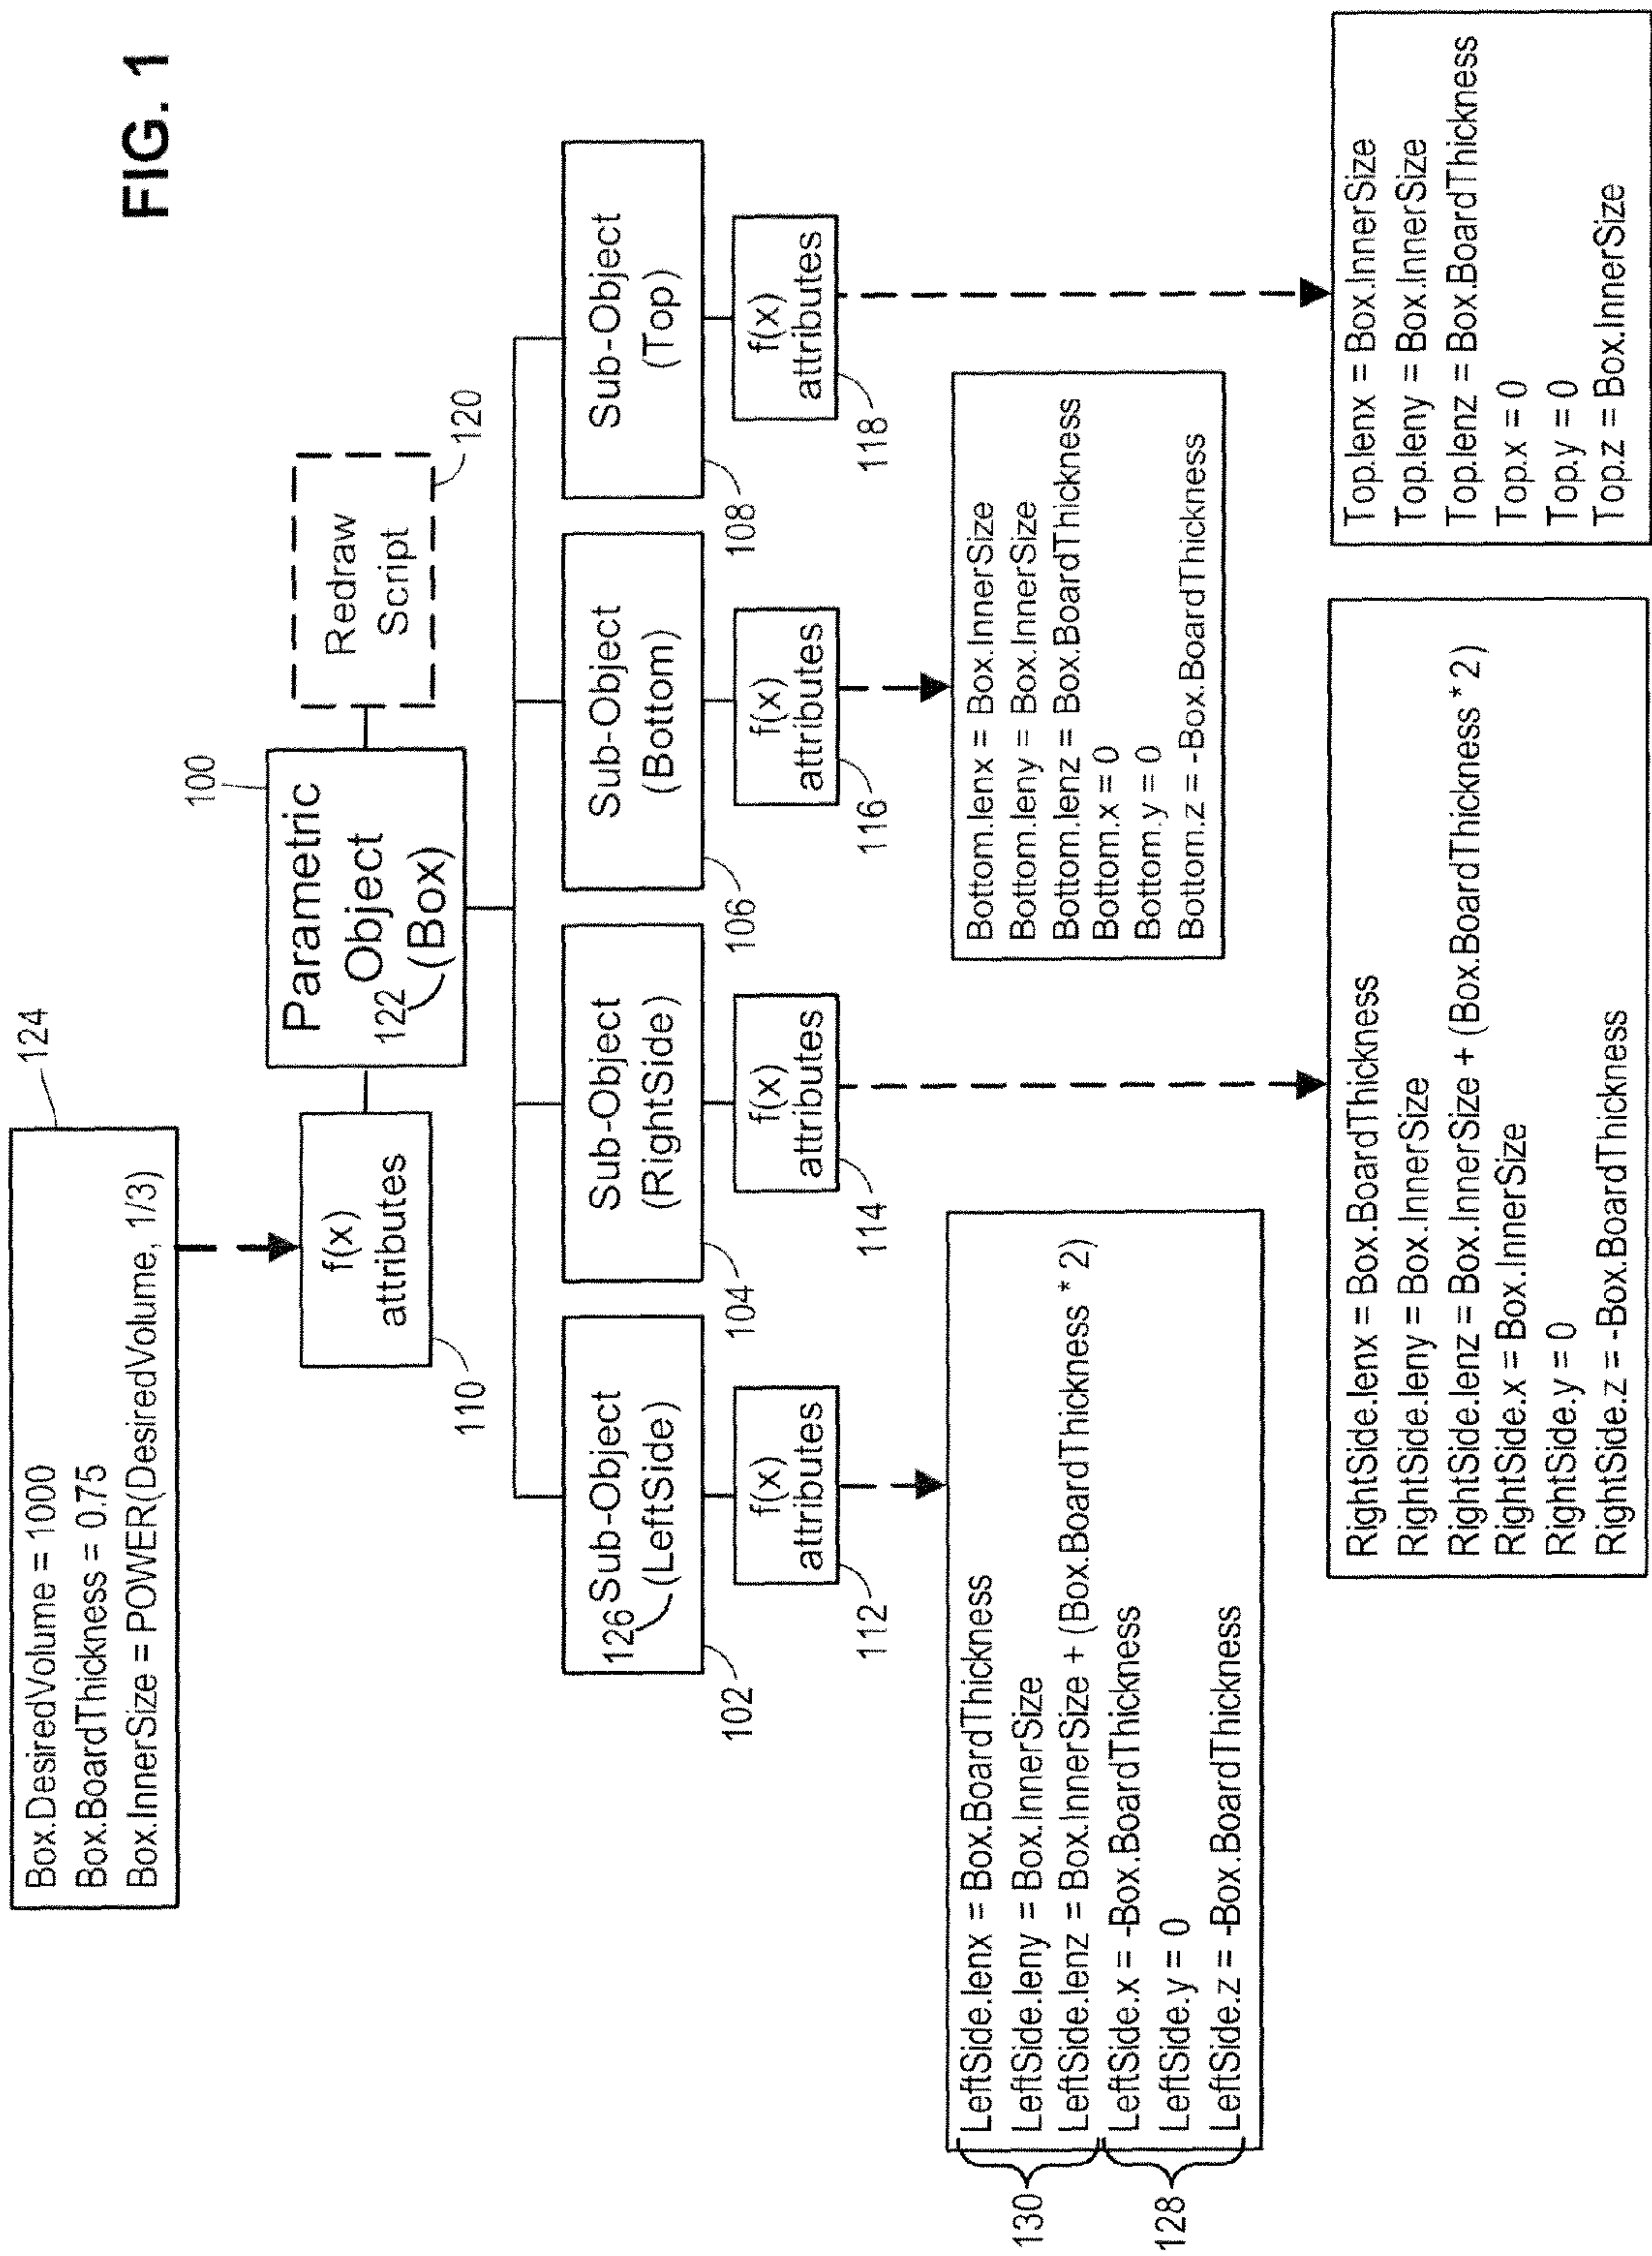 FIG. 1
124
Box.DesiredVolume = 1000
Box.BoardThickness = 0.75
Box.InnerSize = POWER(DesiredVolume, 1/3)
100
f(x)
attributes
110
Parametric
Object
122
(Box)
Redraw
Script
120
126
Sub-Object
(LeftSide)
102
Sub-Object
(RightSide)
104
Sub-Object
(Bottom)
106
Sub-Object
(Top)
108
f(x)
attributes
112
f(x)
attributes
114
f(x)
attributes
116
f(x)
attributes
118
130
LeftSide.lenx = Box.BoardThickness
LeftSide.leny = Box.InnerSize
LeftSide.lenz = Box.InnerSize + (Box.BoardThickness * 2)
128
LeftSide.x = -Box.BoardThickness
LeftSide.y = 0
LeftSide.z = -Box.BoardThickness
Bottom.lenx = Box.InnerSize
Bottom.leny = Box.InnerSize
Bottom.lenz = Box.BoardThickness
Bottom.x = 0
Bottom.y = 0
Bottom.z = -Box.BoardThickness
RightSide.lenx = Box.BoardThickness
RightSide.leny = Box.InnerSize
RightSide.lenz = Box.InnerSize + (Box.BoardThickness * 2)
RightSide.x = Box.InnerSize
RightSide.y = 0
RightSide.z = -Box.BoardThickness
Top.lenx = Box.InnerSize
Top.leny = Box.InnerSize
Top.lenz = Box.BoardThickness
Top.x = 0
Top.y = 0
Top.z = Box.InnerSize